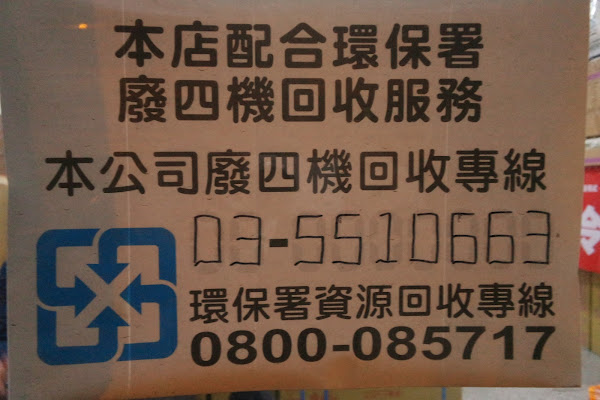 本店配合環保署
廢四機回收服務
本公司廢四機回收專線
03-5510663
環保署資源回收專線
0800-085717